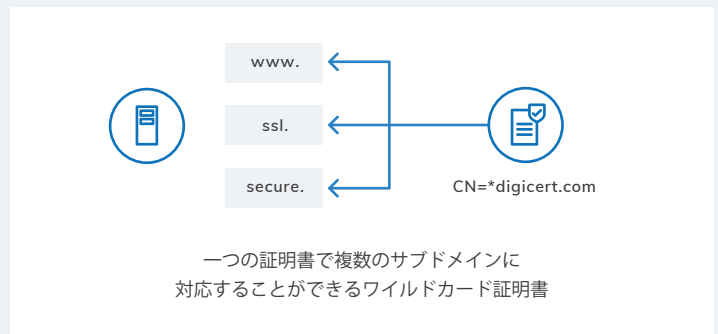 www.
ssl.
secure.
CN=*digicert.com
一つの証明書で複数のサブドメインに
対応することができるワイルドカード証明書